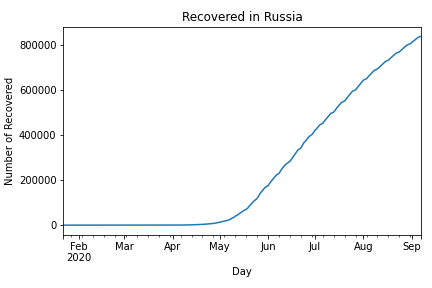 Recovered in Russia
Number of Recovered
800000
600000
400000
200000
0
Feb Mar Apr May Jun Jul Aug Sep
2020
Day